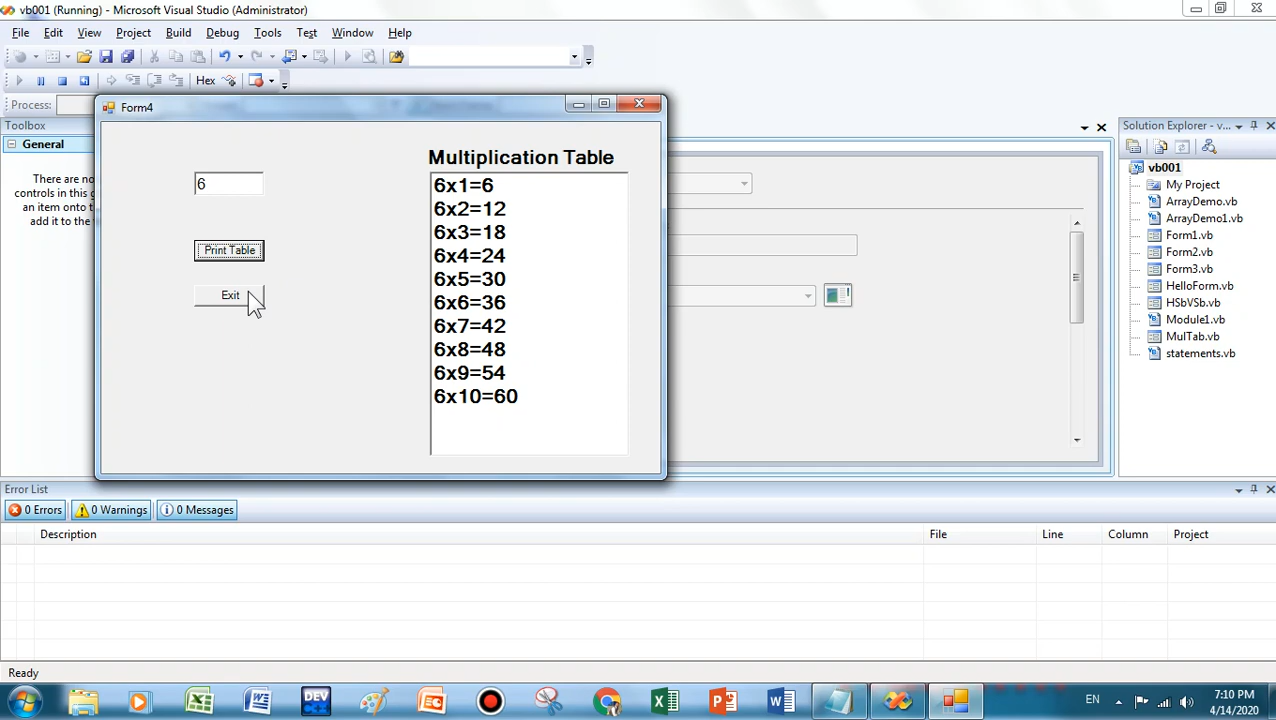 vb001 (Running) - Microsoft Visual Studio (Administrator)
File Edit View Project Build Debug Tools Test Window Help
Hex
Process:
Toolbox
General
There are no
controls in this g
an item onto t
add it to the
Form4
6
Print Table
Exit
Multiplication Table
6x1=6
6x2=12
6x3=18
6x4=24
6x5=30
6x6=36
6x7=42
6x8=48
6x9=54
6x10=60
Solution Explorer - v...
vb001
My Project
ArrayDemo.vb
ArrayDemo1.vb
Form1.vb
Form2.vb
Form3.vb
HelloForm.vb
HSbVSb.vb
Module1.vb
MulTab.vb
statements.vb
Error List
0 Errors 0 Warnings 0 Messages
Description File Line Column Project
Ready
DEV
EN
7:10 PM
4/14/2020